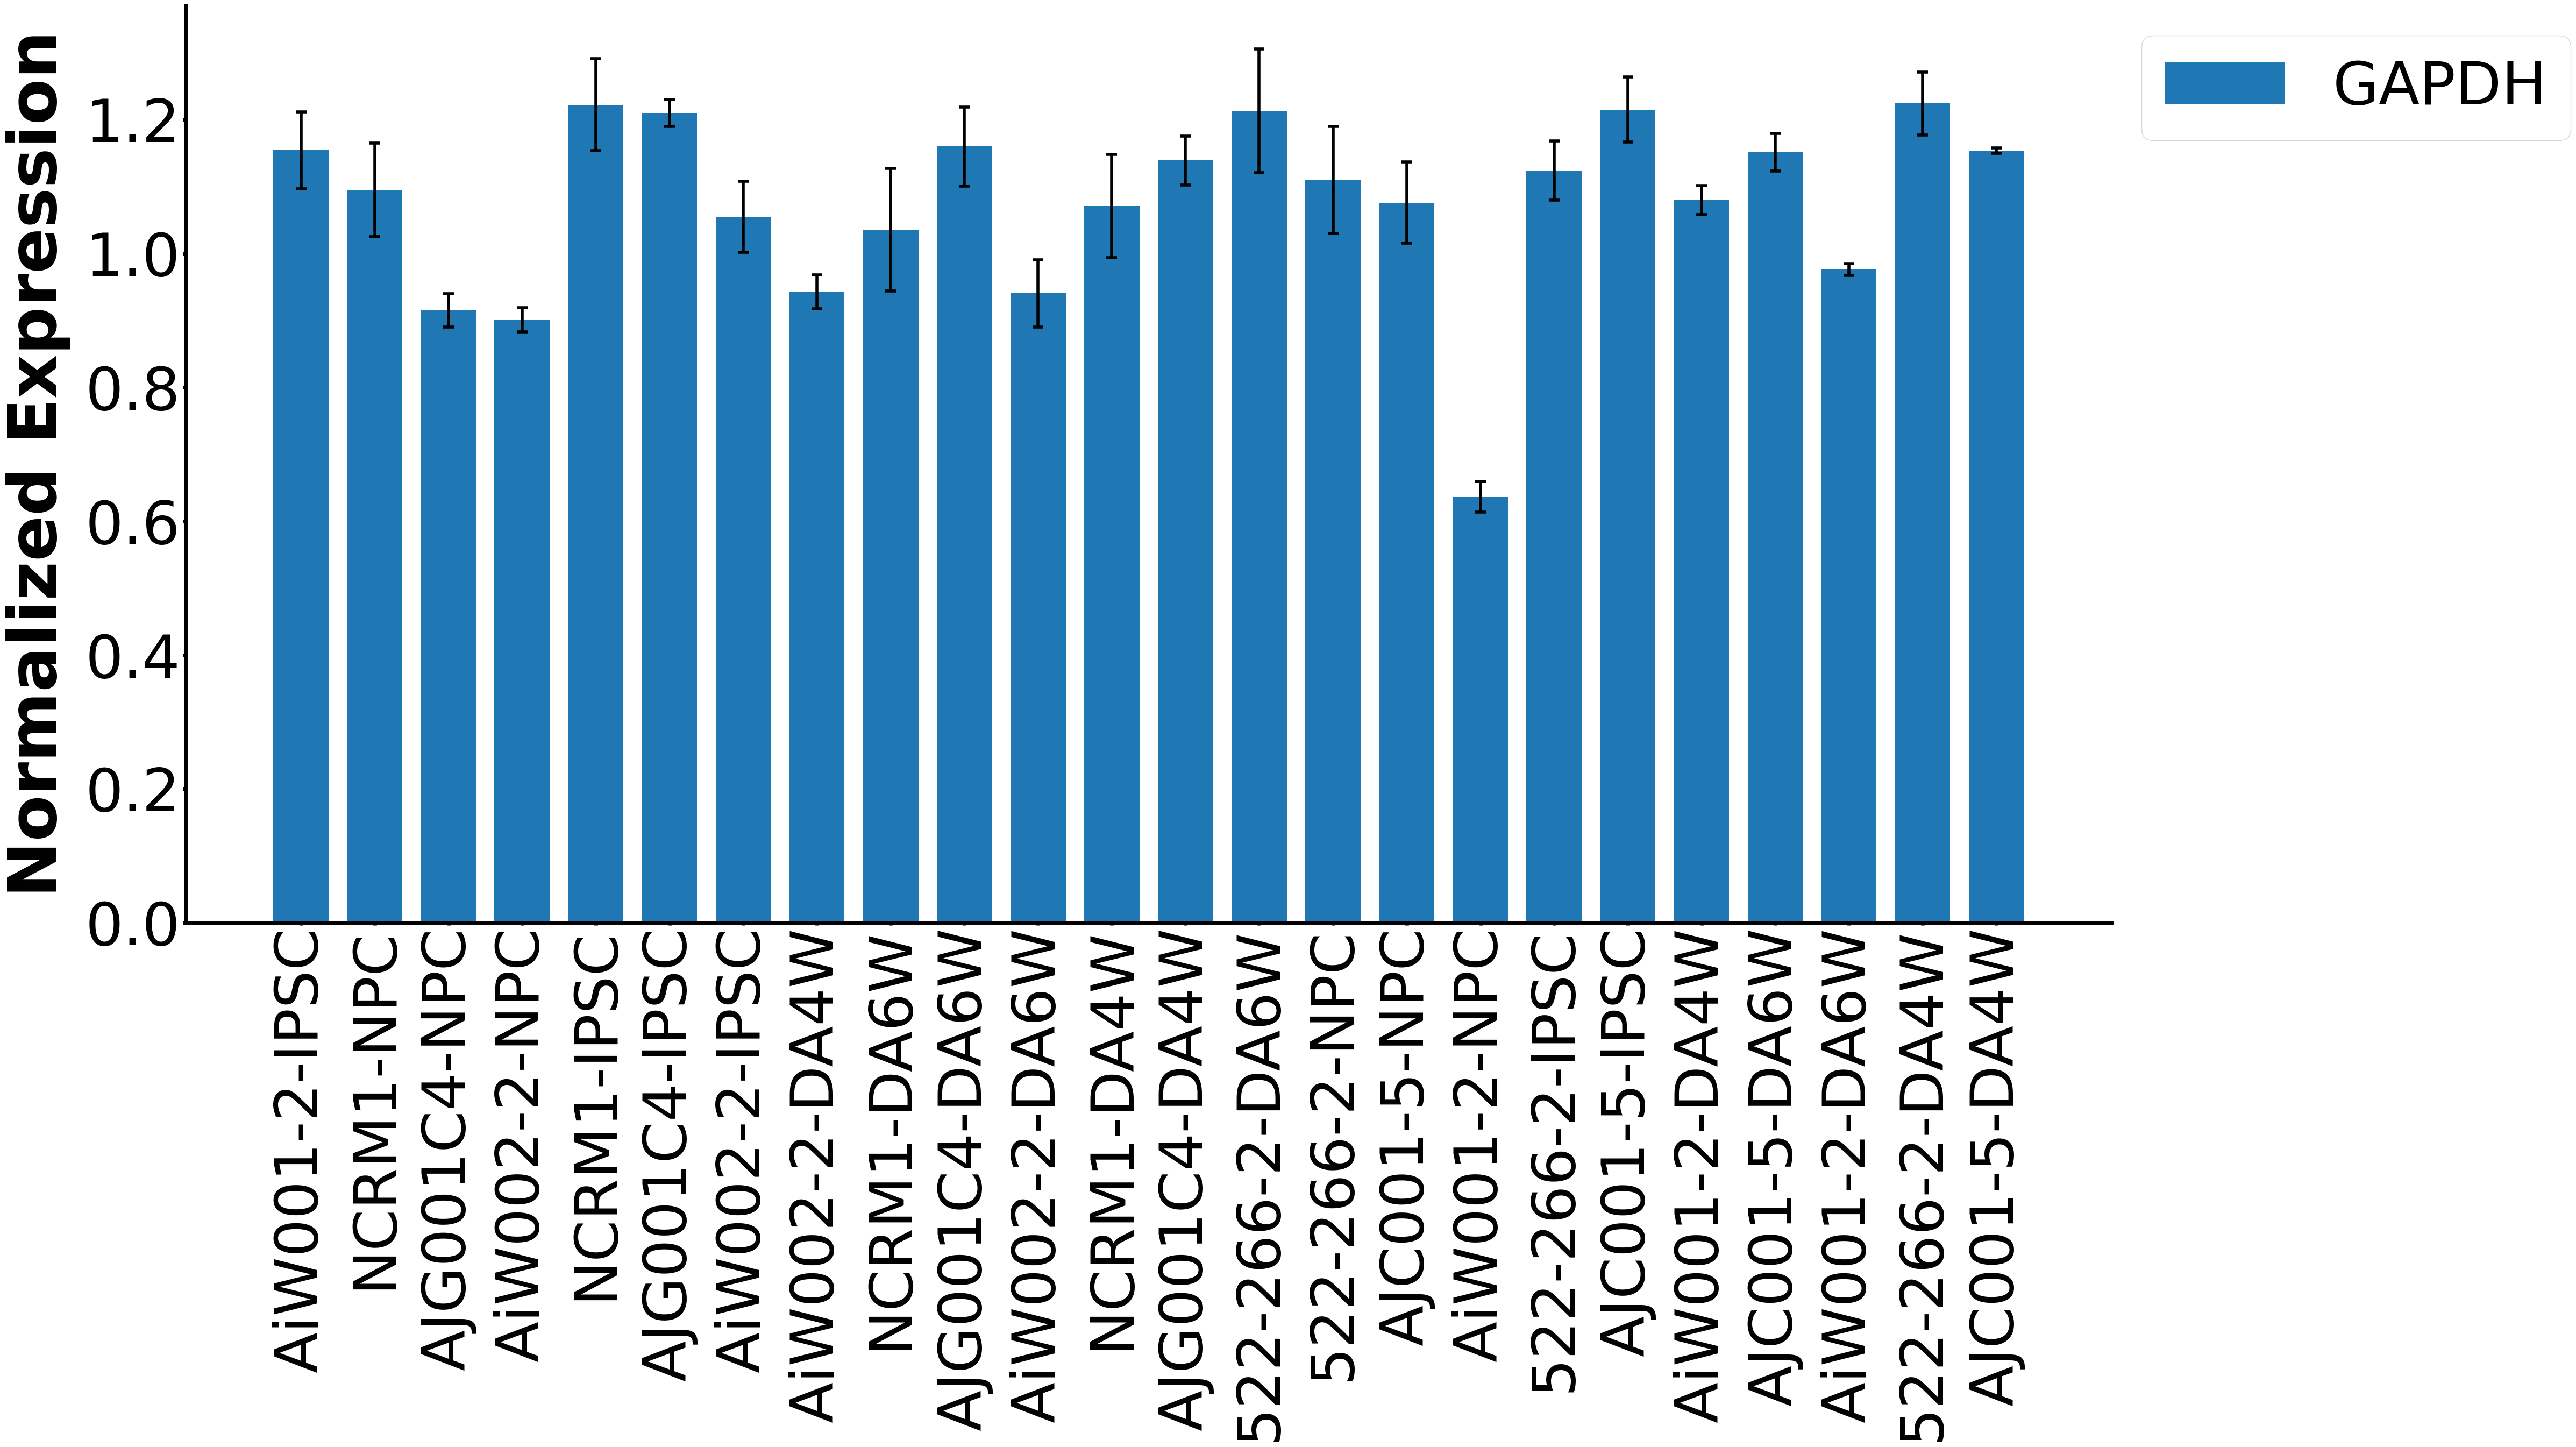 Normalized Expression
1.2
1.0
0.8
0.6
0.4
0.2
0.0
AiW001-2-IPSC
NCRM1-NPC
AJG001C4-NPC
AiW002-2-NPC
NCRM1-IPSC
AJG001C4-IPSC
AiW002-2-IPSC
AiW002-2-DA4W
NCRM1-DA6W
AJG001C4-DA6W
AiW002-2-DA6W
NCRM1-DA4W
AJG001C4-DA4W
522-266-2-DA6W
522-266-2-NPC
AJC001-5-NPC
AiW001-2-NPC
522-266-2-IPSC
AJC001-5-IPSC
AiW001-2-DA4W
AJC001-5-DA6W
AiW001-2-DA6W
522-266-2-DA4W
AJC001-5-DA4W
GAPDH